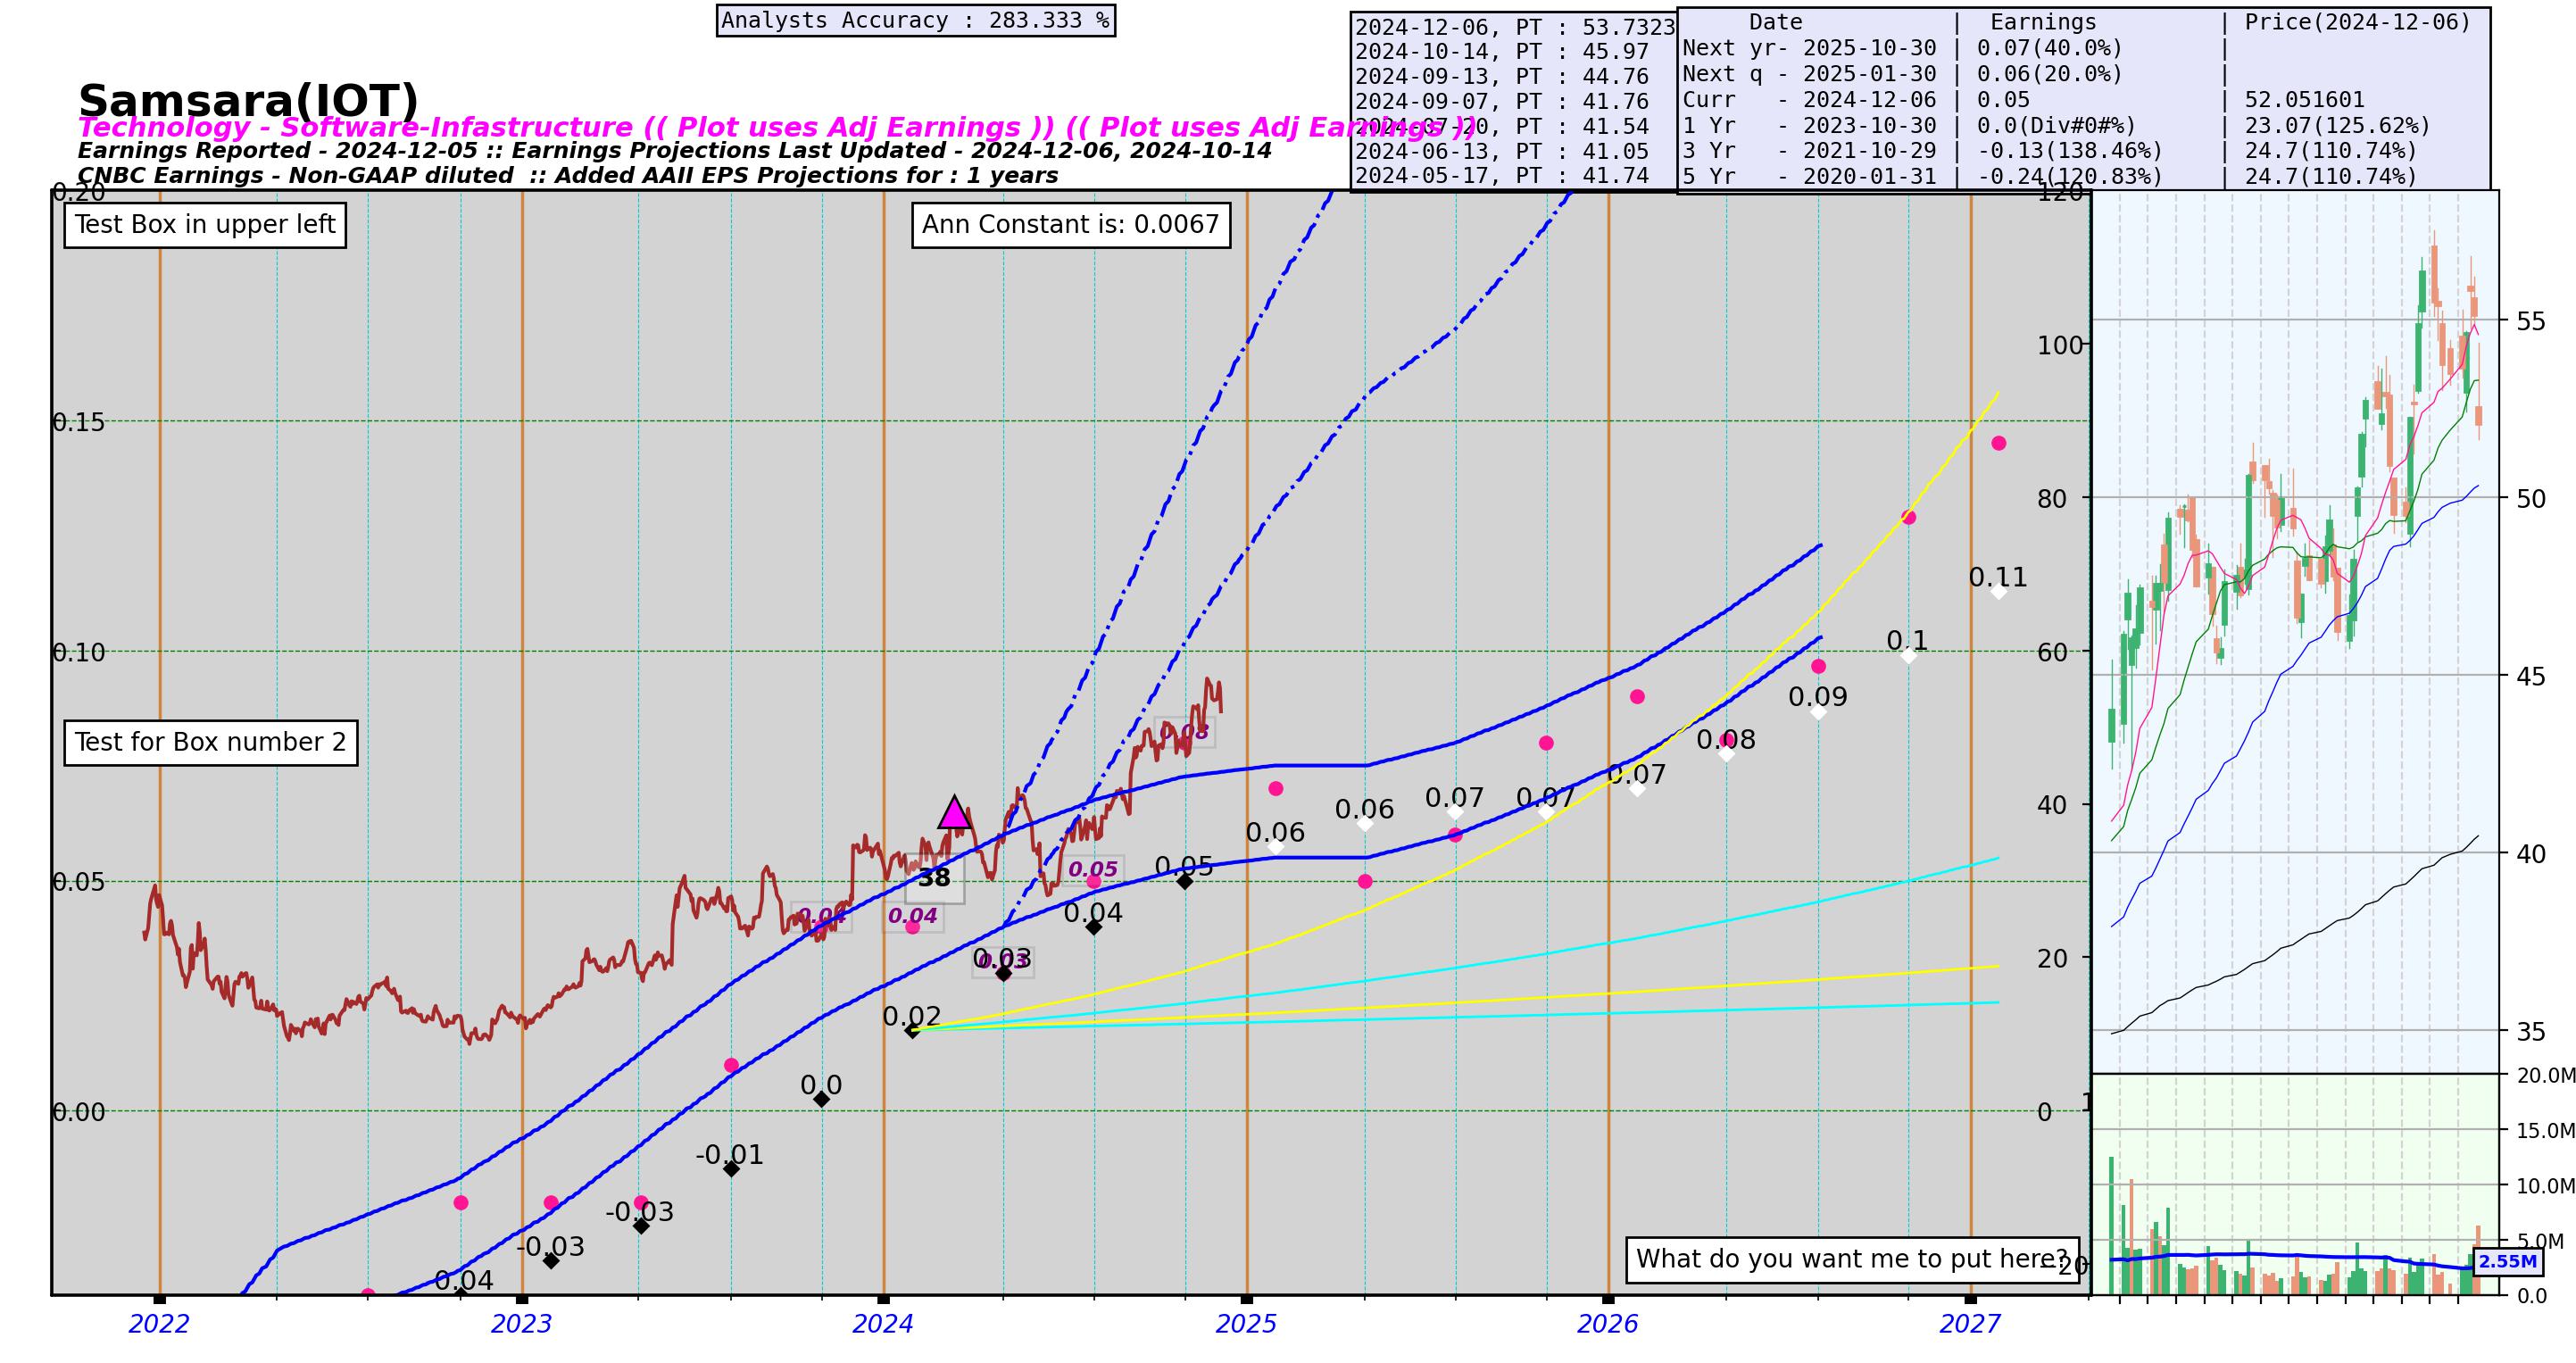 Analysts Accuracy : 283.333 %
2024-12-06, PT : 53.7323
2024-10-14, PT : 45.97
2024-09-13, PT : 44.76
2024-09-07, PT : 41.76
2024-07-20, PT : 41.54
2024-06-13, PT : 41.05
2024-05-17, PT : 41.74
Date | Earnings | Price(2024-12-06)
Next yr- 2025-10-30 | 0.07(40.0%) |
Next q - 2025-01-30 | 0.06(20.0%) |
Curr - 2024-12-06 | 0.05 | 52.051601
1 Yr - 2023-10-30 | 0.0(Div#0#%) | 23.07(125.62%)
3 Yr - 2021-10-29 | -0.13(138.46%) | 24.7(110.74%)
5 Yr - 2020-01-31 | -0.24(120.83%) | 24.7(110.74%)
Samsara(IOT)
Technology - Software-Infastructure (( Plot uses Adj Earnings )) (( Plot uses Adj Earnings ))
Earnings Reported - 2024-12-05 :: Earnings Projections Last Updated - 2024-12-06, 2024-10-14
CNBC Earnings - Non-GAAP diluted :: Added AAII EPS Projections for : 1 years
Test Box in upper left
Ann Constant is: 0.0067
Test for Box number 2
What do you want me to put here?
0.20
0.15
0.10
0.05
0.00
120
100
80
60
40
20
0
-20
55
50
45
40
35
20.0M
15.0M
10.0M
5.0M
2.55M
0.0
0.04
-0.03
-0.03
-0.01
0.0
0.02
0.03
0.04
0.05
0.06
0.06
0.07
0.07
0.07
0.08
0.09
0.1
0.11
0.04
0.04
0.03
0.05
0.08
38
1
2022
2023
2024
2025
2026
2027